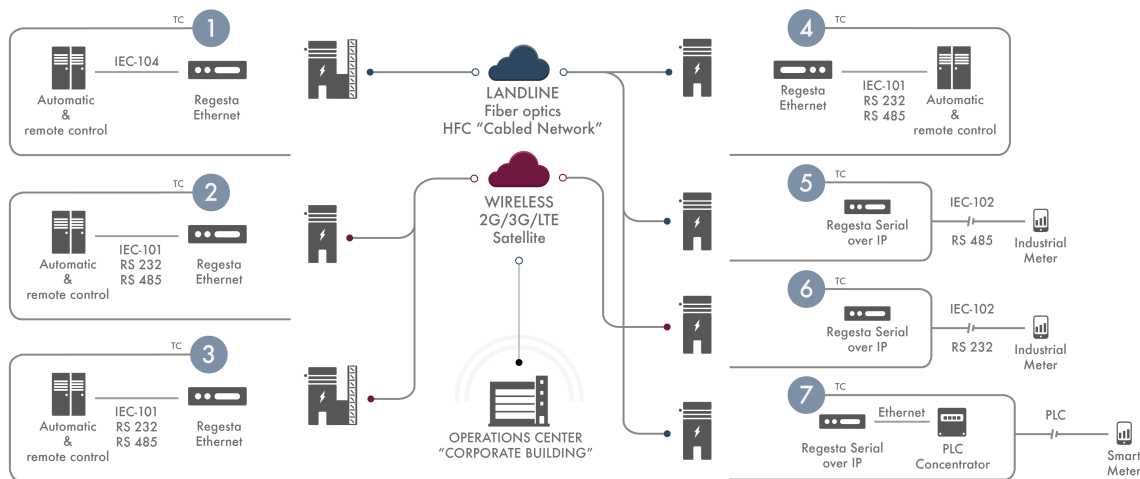 TC
1
IEC-104
Automatic
&
remote control
Regesta
Ethernet
TC
2
IEC-101
RS 232
RS 485
Automatic
&
remote control
Regesta
Ethernet
TC
3
IEC-101
RS 232
RS 485
Automatic
&
remote control
Regesta
Ethernet
LANDLINE
Fiber optics
HFC “Cabled Network”
WIRELESS
2G/3G/LTE
Satellite
OPERATIONS CENTER
“CORPORATE BUILDING”
4
TC
Regesta
Ethernet
IEC-101
RS 232
RS 485
Automatic
&
remote control
5
TC
Regesta Serial
over IP
IEC-102
RS 485
Industrial
Meter
6
TC
Regesta Serial
over IP
IEC-102
RS 232
Industrial
Meter
7
TC
Ethernet
Regesta Serial
over IP
PLC
Concentrator
PLC
Smart
Meter